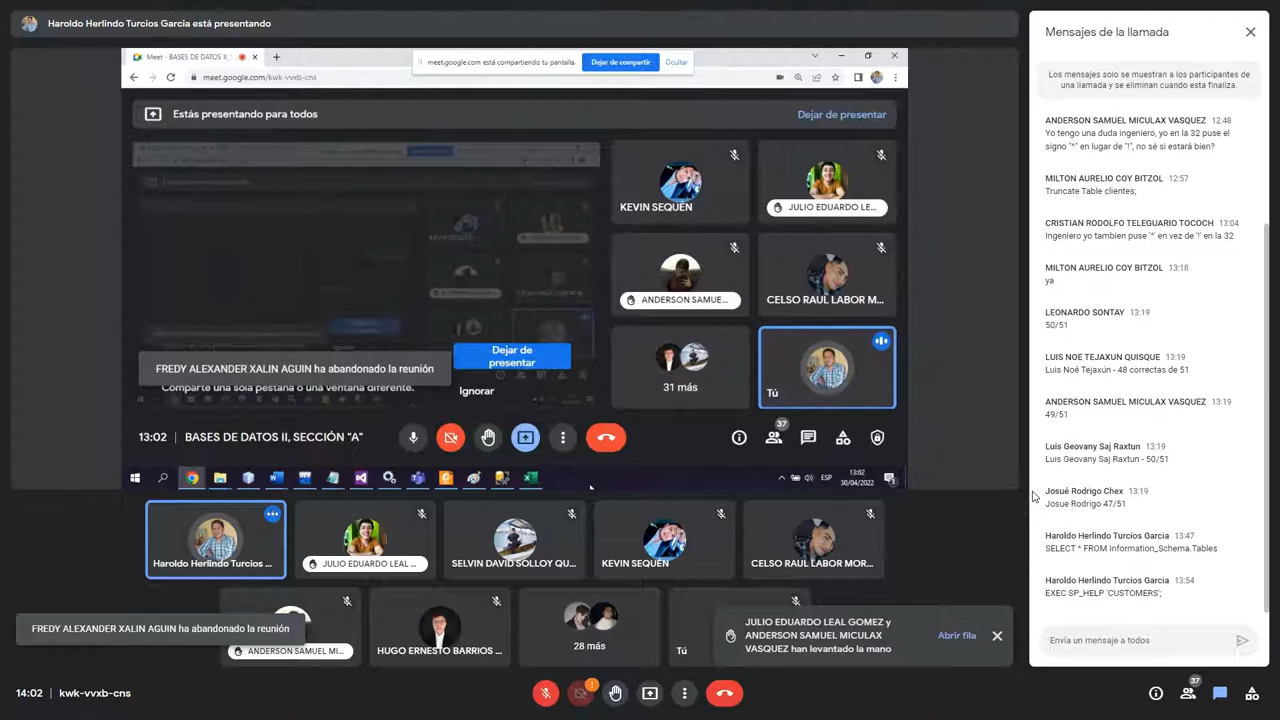 Haroldo Herlindo Turcios Garcia está presentando
Meet - BASES DE DATOS II,
meet.google.com está compartiendo tu pantalla.
Dejar de compartir
Ocultar
meet.google.com/kwk-vvxb-cns
Estás presentando para todos
Dejar de presentar
KEVIN SEQUÉN
JULIO EDUARDO LE...
ANDERSON SAMUE...
CELSO RAUL LABOR M...
FREDY ALEXANDER XALIN AGUIN ha abandonado la reunión
Comparte una sola pestaña o una ventana diferente.
Dejar de
presentar
Ignorar
31 más
Tú
13:02 | BASES DE DATOS II, SECCIÓN "A"
37
ESP
13:02
30/04/2022
Haroldo Herlindo Turcios ...
JULIO EDUARDO LEAL ...
SELVIN DAVID SOLLOY QU...
KEVIN SEQUÉN
CELSO RAUL LABOR MOR...
FREDY ALEXANDER XALIN AGUIN ha abandonado la reunión
ANDERSON SAMUEL MI...
HUGO ERNESTO BARRIOS ...
28 más
Tú
JULIO EDUARDO LEAL GOMEZ y
ANDERSON SAMUEL MICULAX
VASQUEZ han levantado la mano
Abrir fila
14:02 | kwk-vvxb-cns
37
Mensajes de la llamada
Los mensajes solo se muestran a los participantes de
una llamada y se eliminan cuando esta finaliza.
ANDERSON SAMUEL MICULAX VASQUEZ 12:48
Yo tengo una duda ingeniero, yo en la 32 puse el
signo "*" en lugar de "!", no sé si estará bien?
MILTON AURELIO COY BITZOL 12:57
Truncate Table clientes;
CRISTIAN RODOLFO TELEGUARIO TOCOCH 13:04
Ingeniero yo tambien puse '*' en vez de '!' en la 32
MILTON AURELIO COY BITZOL 13:18
ya
LEONARDO SONTAY 13:19
50/51
LUIS NOE TEJAXUN QUISQUE 13:19
Luis Noé Tejaxún - 48 correctas de 51
ANDERSON SAMUEL MICULAX VASQUEZ 13:19
49/51
Luis Geovany Saj Raxtun 13:19
Luis Geovany Saj Raxtun - 50/51
Josué Rodrigo Chex 13:19
Josue Rodrigo 47/51
Haroldo Herlindo Turcios Garcia 13:47
SELECT * FROM Information_Schema.Tables
Haroldo Herlindo Turcios Garcia 13:54
EXEC SP_HELP 'CUSTOMERS';
Envía un mensaje a todos